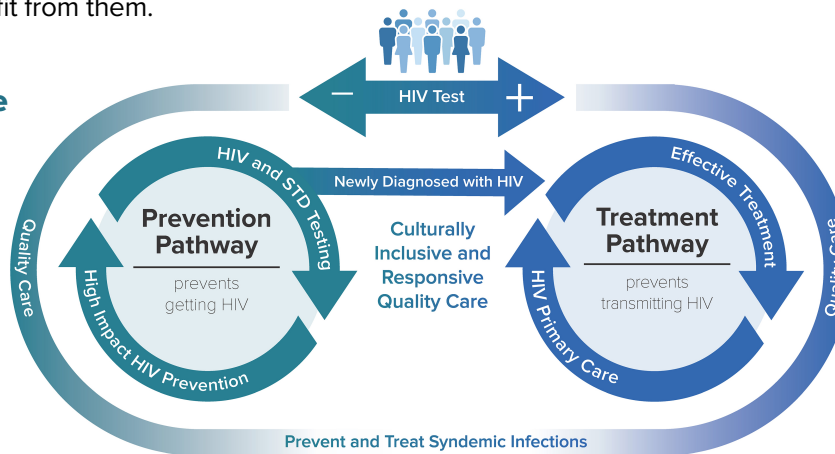 fit from them.
e
−
HIV Test
+
HIV and STD Testing
Newly Diagnosed with HIV
Effective Treatment
Quality Care
Prevention
Pathway
prevents
getting HIV
High Impact HIV Prevention
Culturally
Inclusive and
Responsive
Quality Care
Treatment
Pathway
prevents
transmitting HIV
HIV Primary Care
Quality Care
Prevent and Treat Syndemic Infections